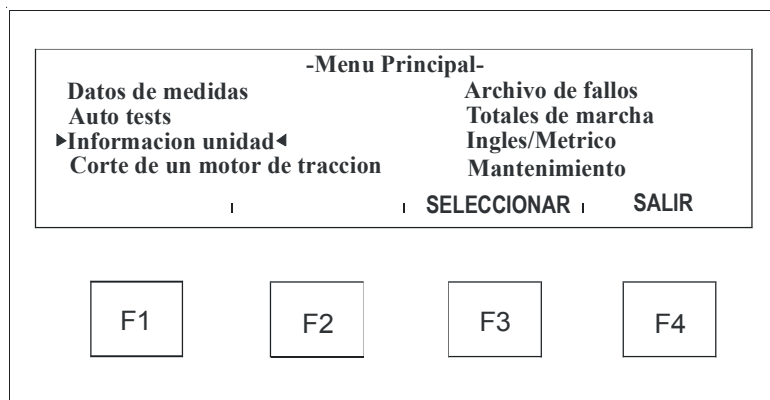 -Menu Principal-
Datos de medidas
Archivo de fallos
Auto tests
Totales de marcha
▶Informacion unidad◀
Ingles/Metrico
Corte de un motor de traccion
Mantenimiento
SELECCIONAR
SALIR
F1
F2
F3
F4